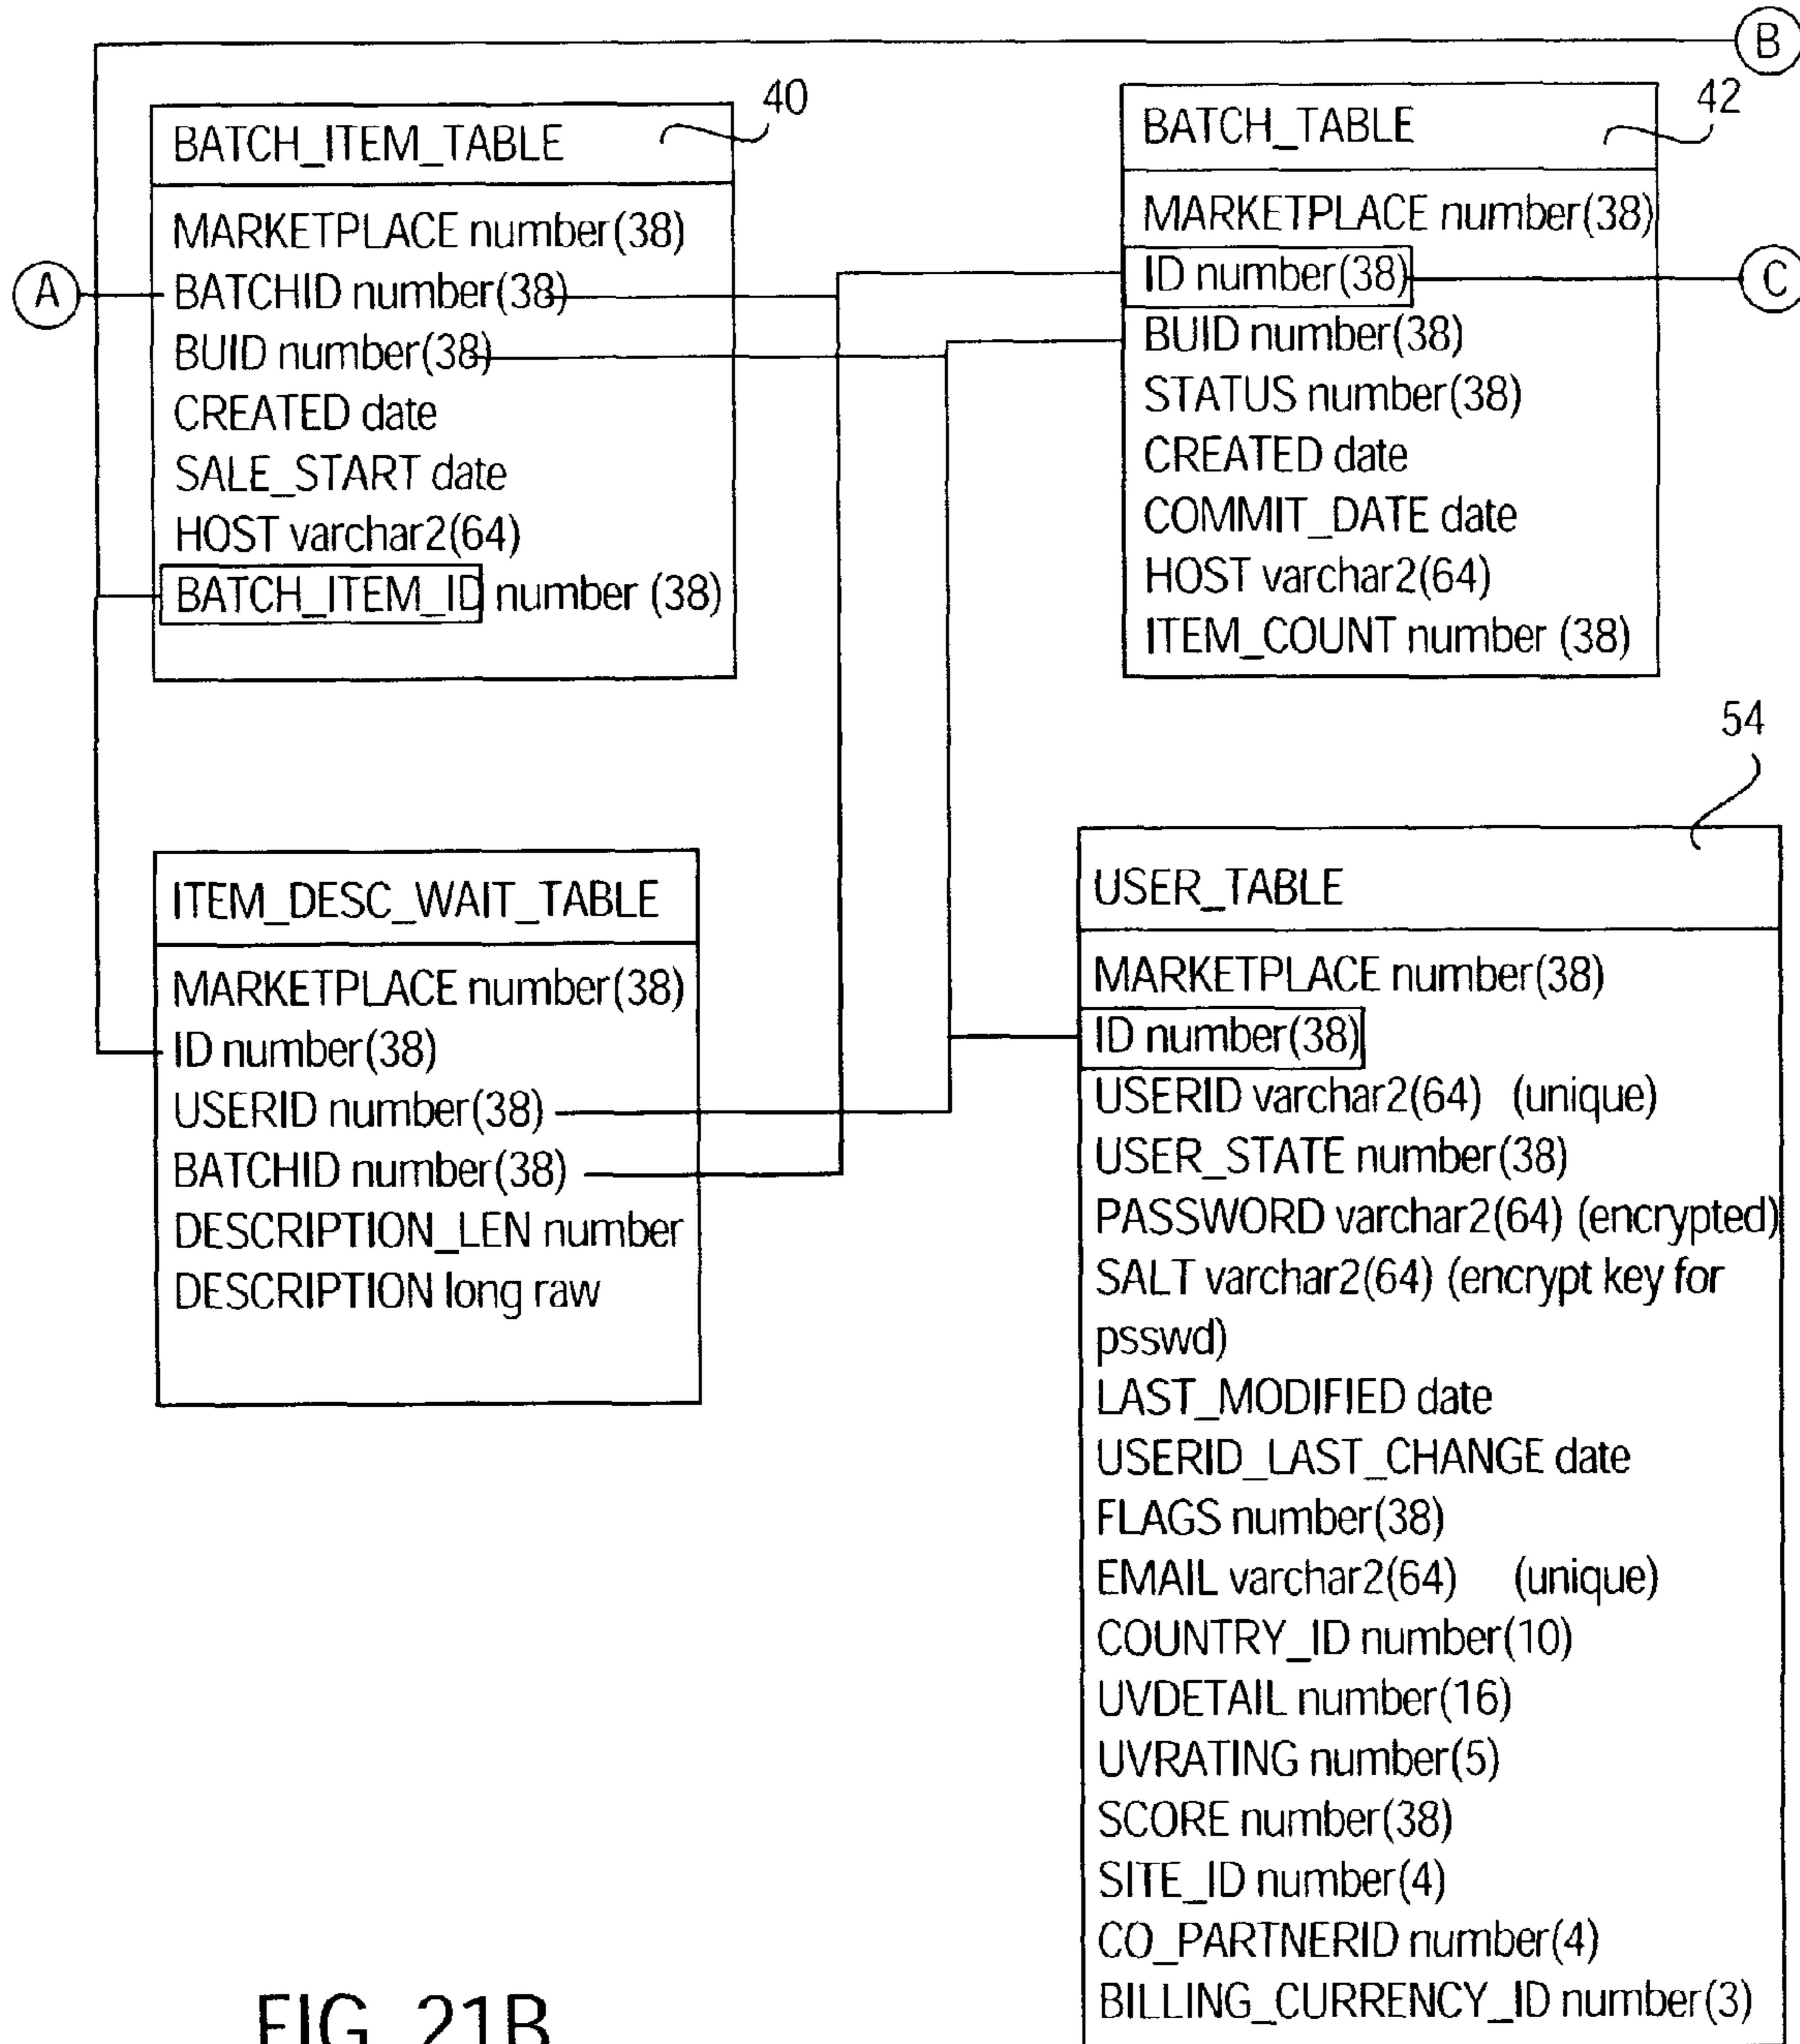 B
40
BATCH_ITEM_TABLE
MARKETPLACE number(38)
A
BATCHID number(38)
BUID number(38)
CREATED date
SALE_START date
HOST varchar2(64)
BATCH_ITEM_ID number (38)
42
BATCH_TABLE
MARKETPLACE number(38)
ID number(38)
C
BUID number(38)
STATUS number(38)
CREATED date
COMMIT_DATE date
HOST varchar2(64)
ITEM_COUNT number (38)
ITEM_DESC_WAIT_TABLE
MARKETPLACE number(38)
ID number(38)
USERID number(38)
BATCHID number(38)
DESCRIPTION_LEN number
DESCRIPTION long raw
54
USER_TABLE
MARKETPLACE number(38)
ID number(38)
USERID varchar2(64) (unique)
USER_STATE number(38)
PASSWORD varchar2(64) (encrypted)
SALT varchar2(64) (encrypt key for
psswd)
LAST_MODIFIED date
USERID_LAST_CHANGE date
FLAGS number(38)
EMAIL varchar2(64) (unique)
COUNTRY_ID number(10)
UVDETAIL number(16)
UVRATING number(5)
SCORE number(38)
SITE_ID number(4)
CO_PARTNERID number(4)
BILLING_CURRENCY_ID number(3)
FIG. 21B